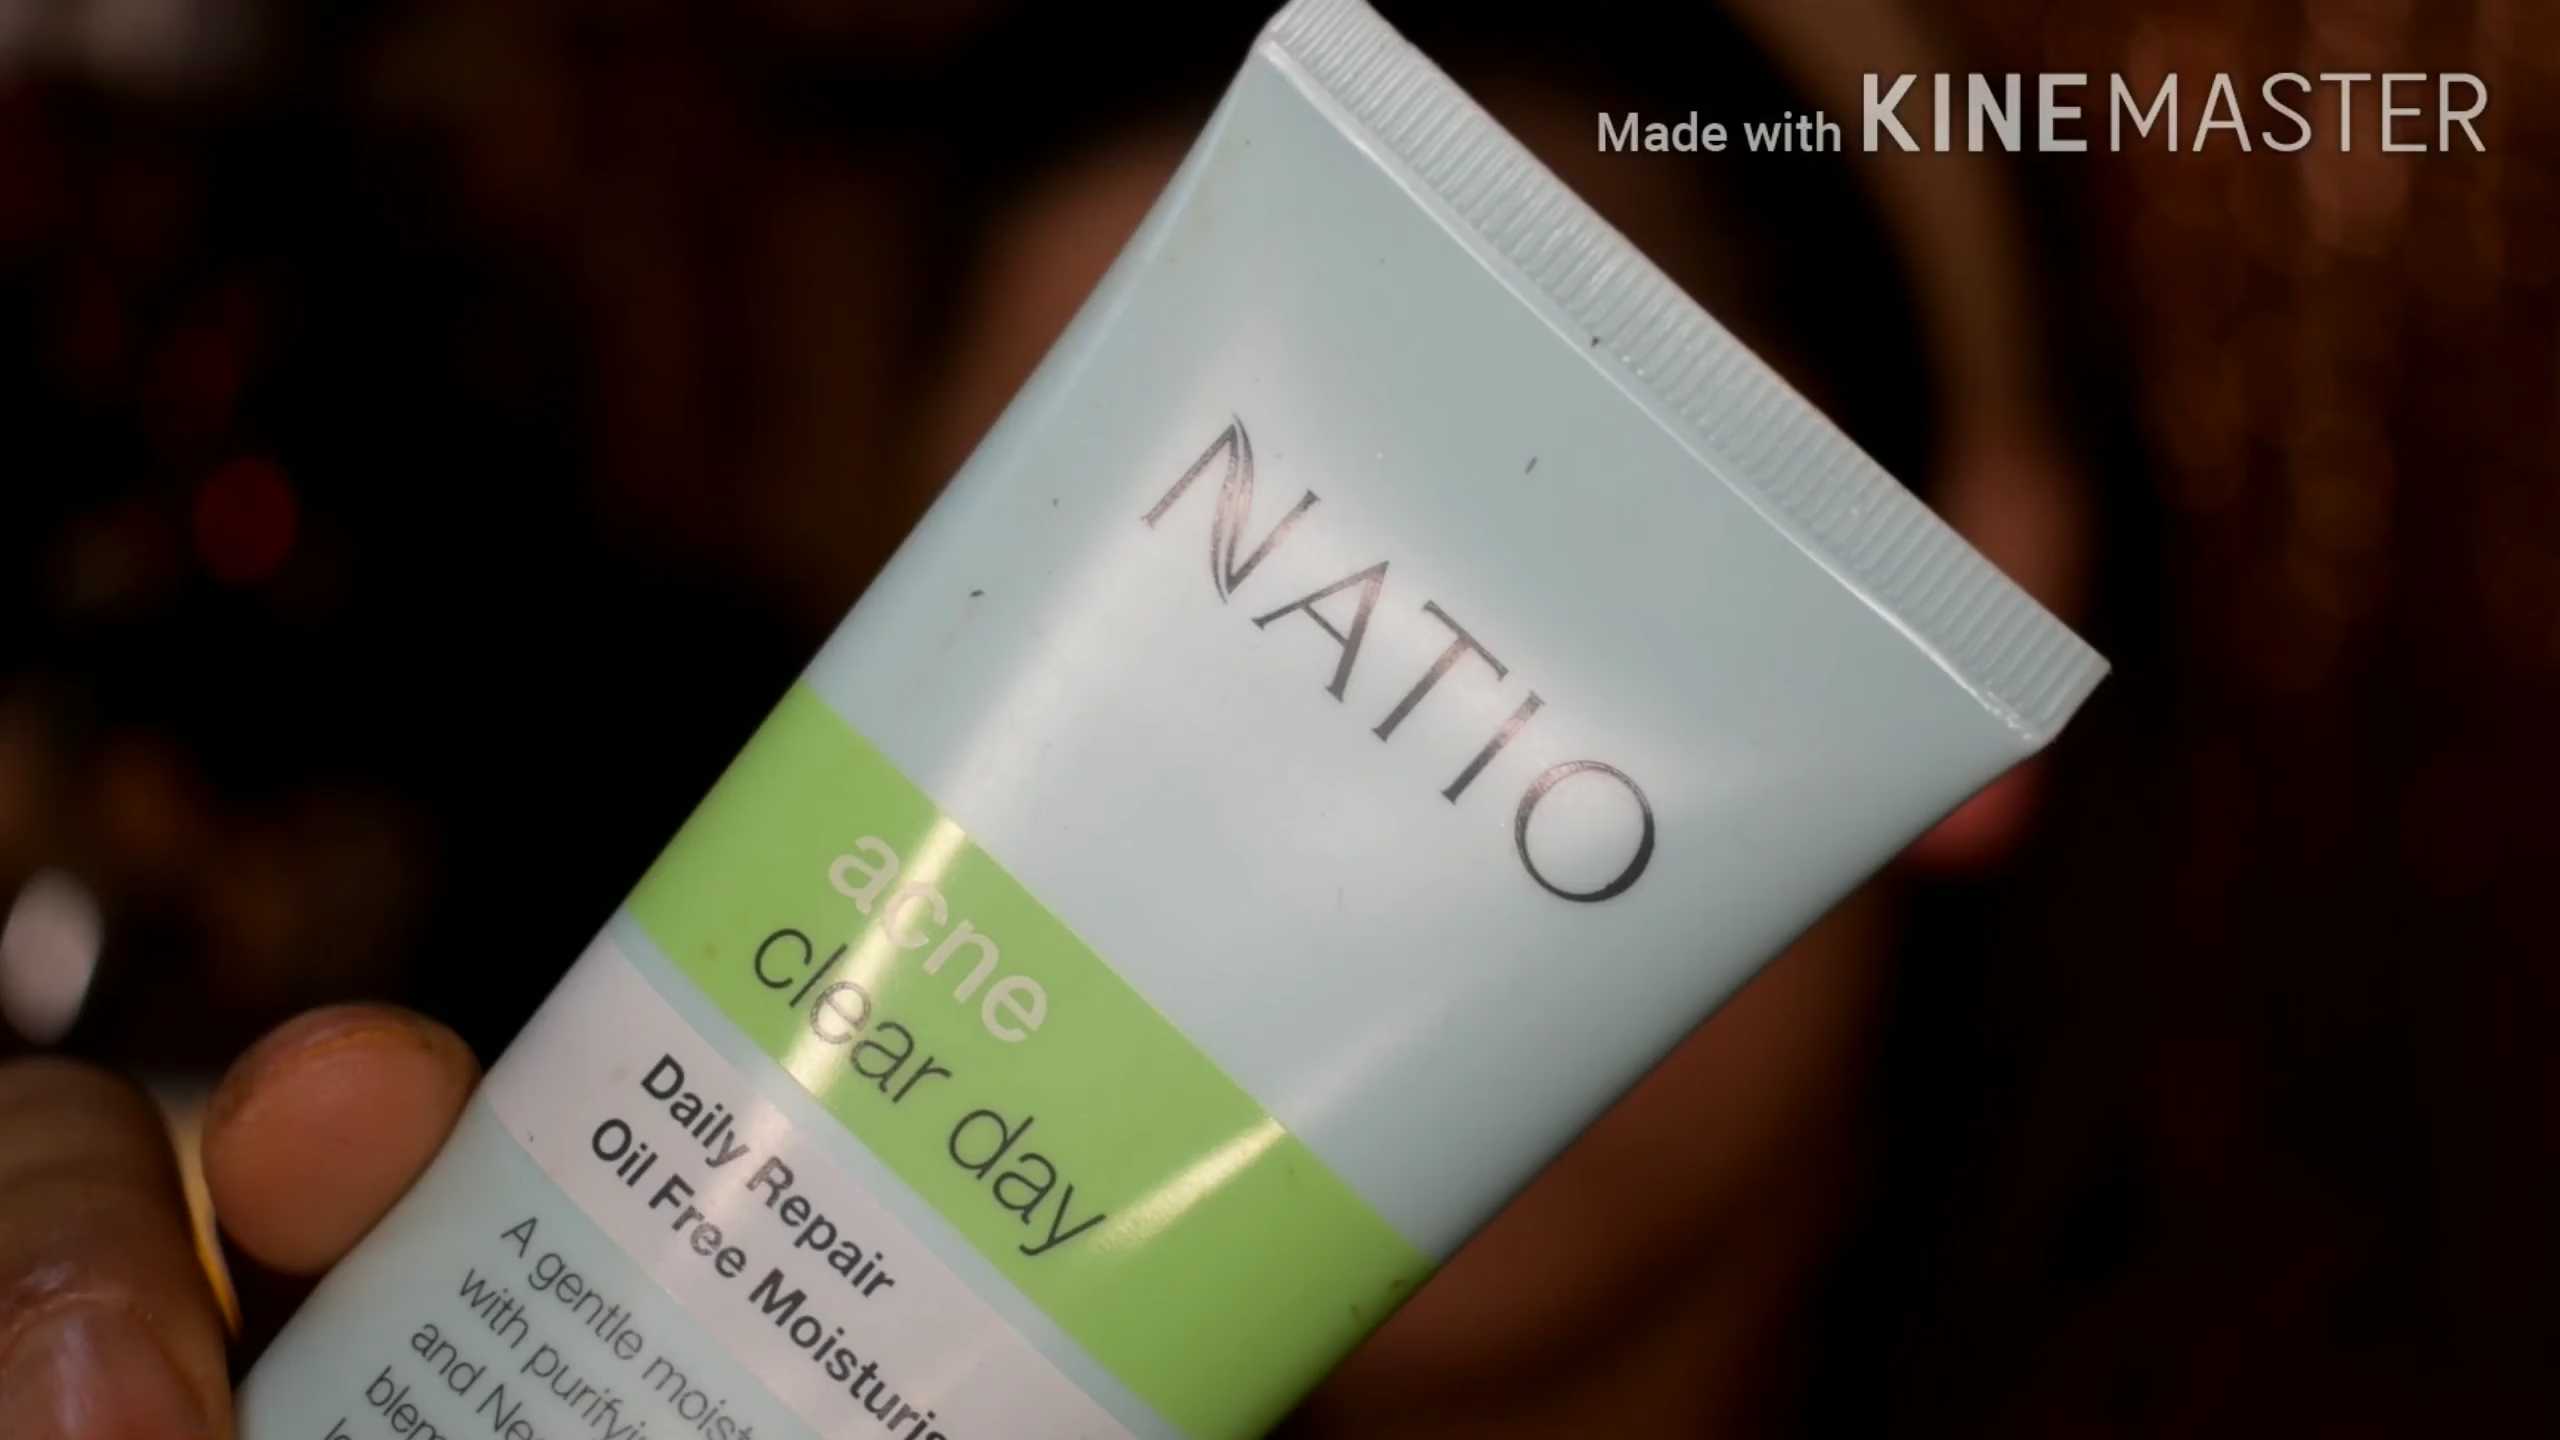 Made with KINEMASTER
NATIO
acne
clear day
Daily Repair
Oil Free
A gentle
with
and